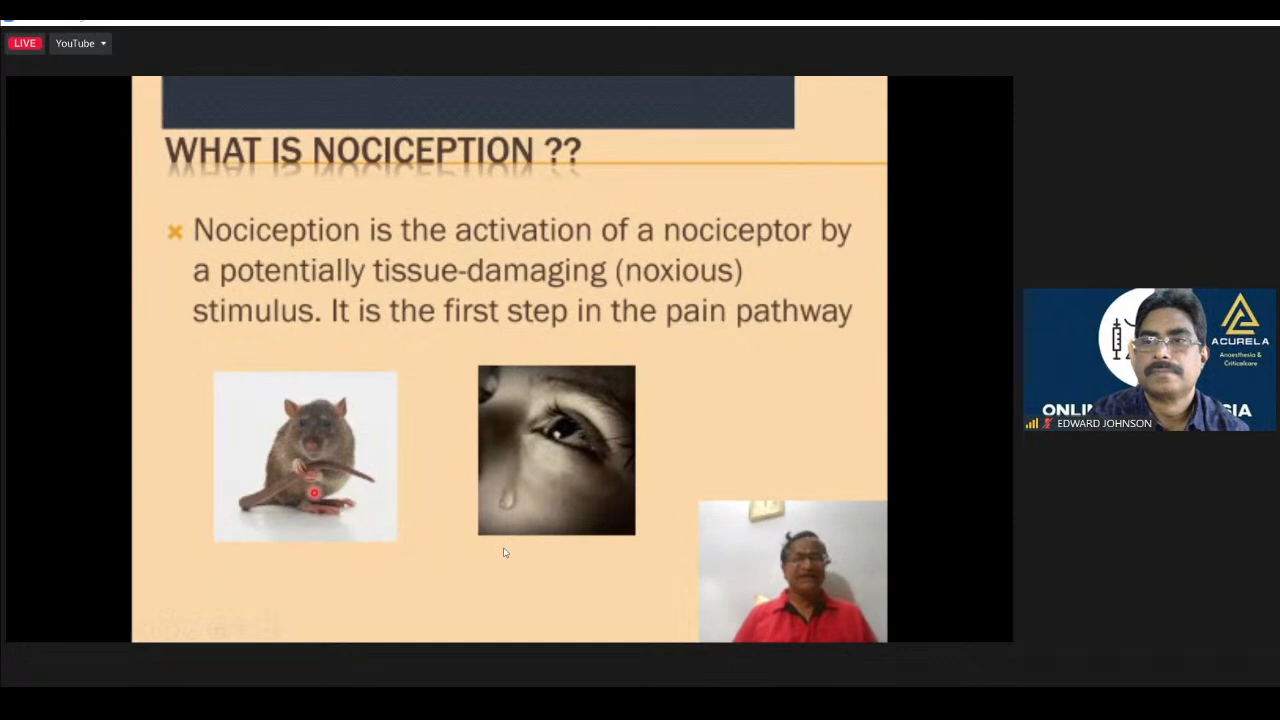 LIVE
YouTube
WHAT IS NOCICEPTION ??
Nociception is the activation of a nociceptor by
a potentially tissue-damaging (noxious)
stimulus. It is the first step in the pain pathway
ACURELA
Anaesthesia &
Criticalcare
EDWARD JOHNSON